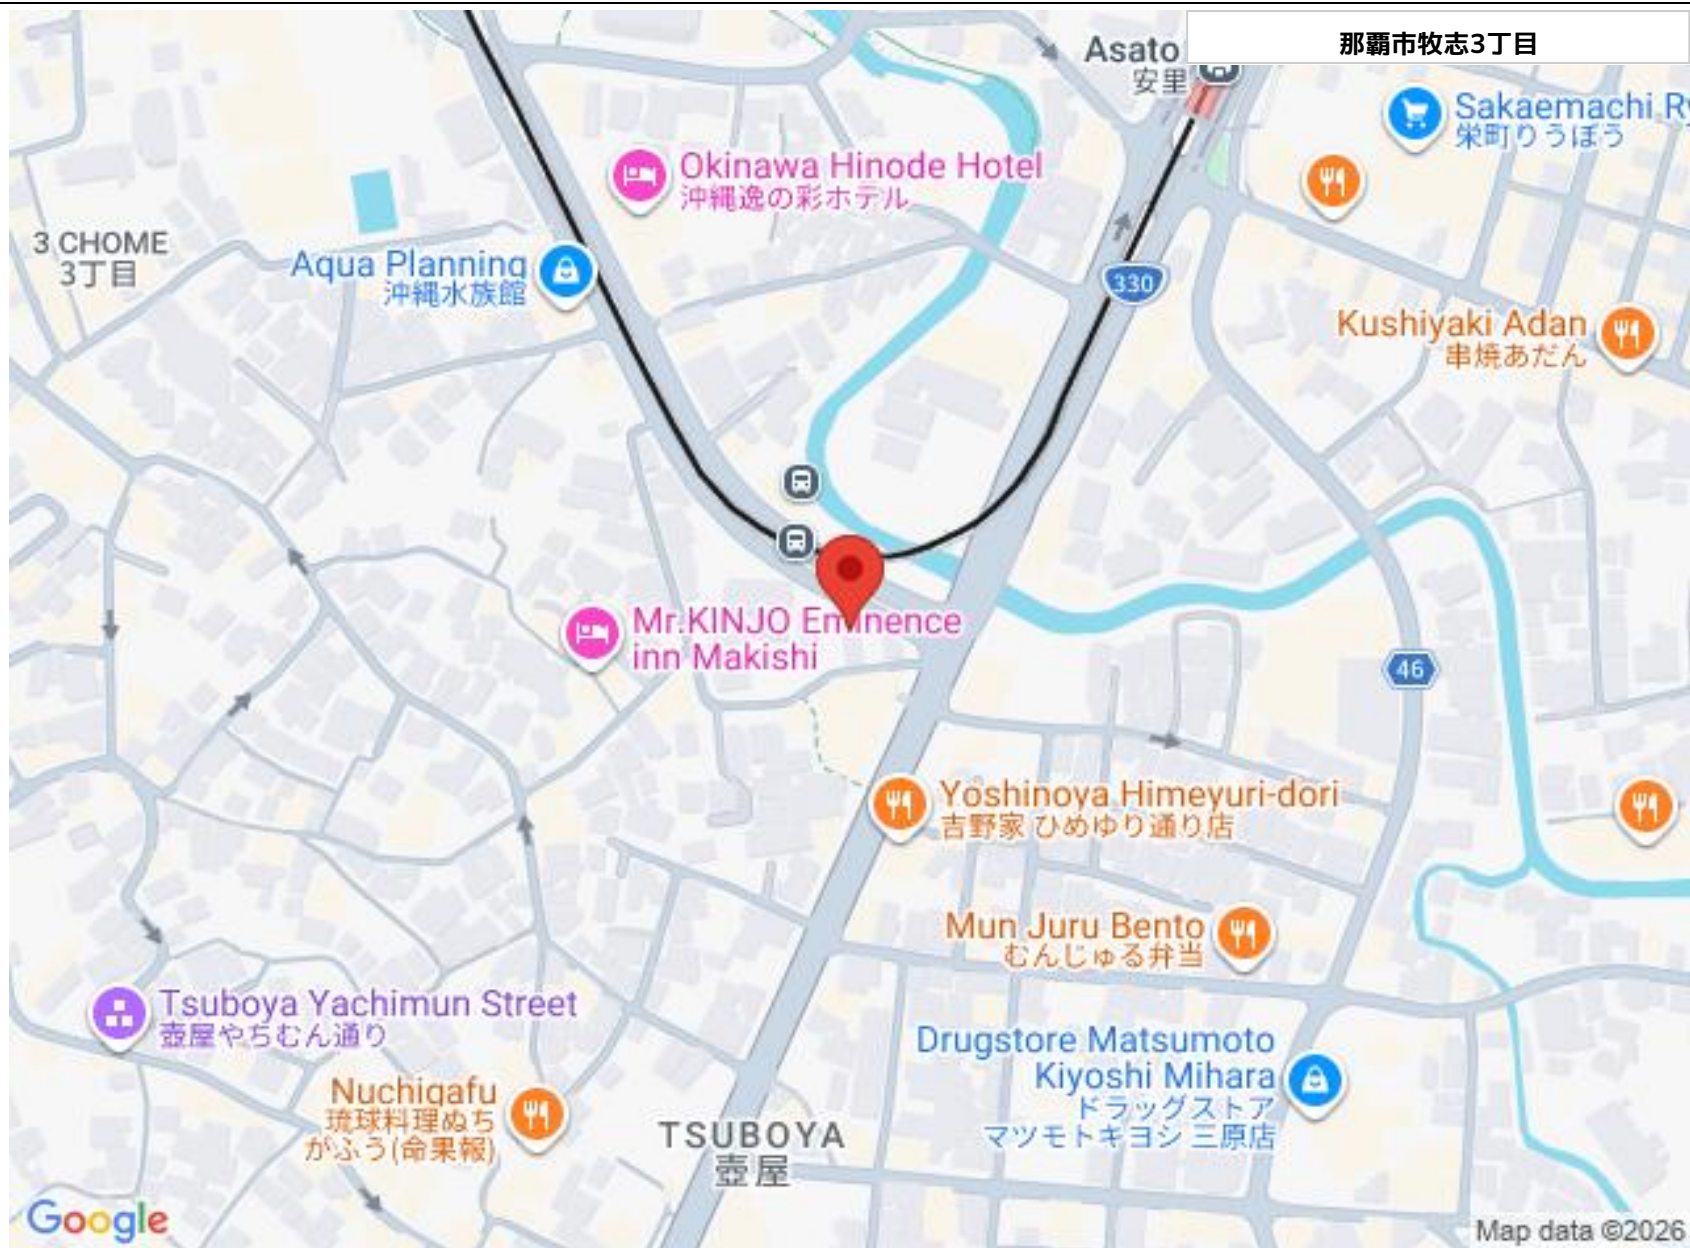 那覇市牧志3丁目
Asato
安里
Sakaemachi Ry
栄町りうぼう
Okinawa Hinode Hotel
沖縄逸の彩ホテル
3 CHOME
3丁目
Aqua Planning
沖縄水族館
330
Kushiyaki Adan
串焼あだん
Mr.KINJO Eminence
inn Makishi
46
Yoshinoya Himeyuri-dori
吉野家 ひめゆり通り店
Mun Juru Bento
むんじゅる弁当
Tsuboya Yachimun Street
壺屋やちむん通り
Drugstore Matsumoto
Kiyoshi Mihara
ドラッグストア
マツモトキヨシ 三原店
Nuchigafu
琉球料理ぬち
がふう(命果報)
TSUBOYA
壺屋
Google
Map data ©2026